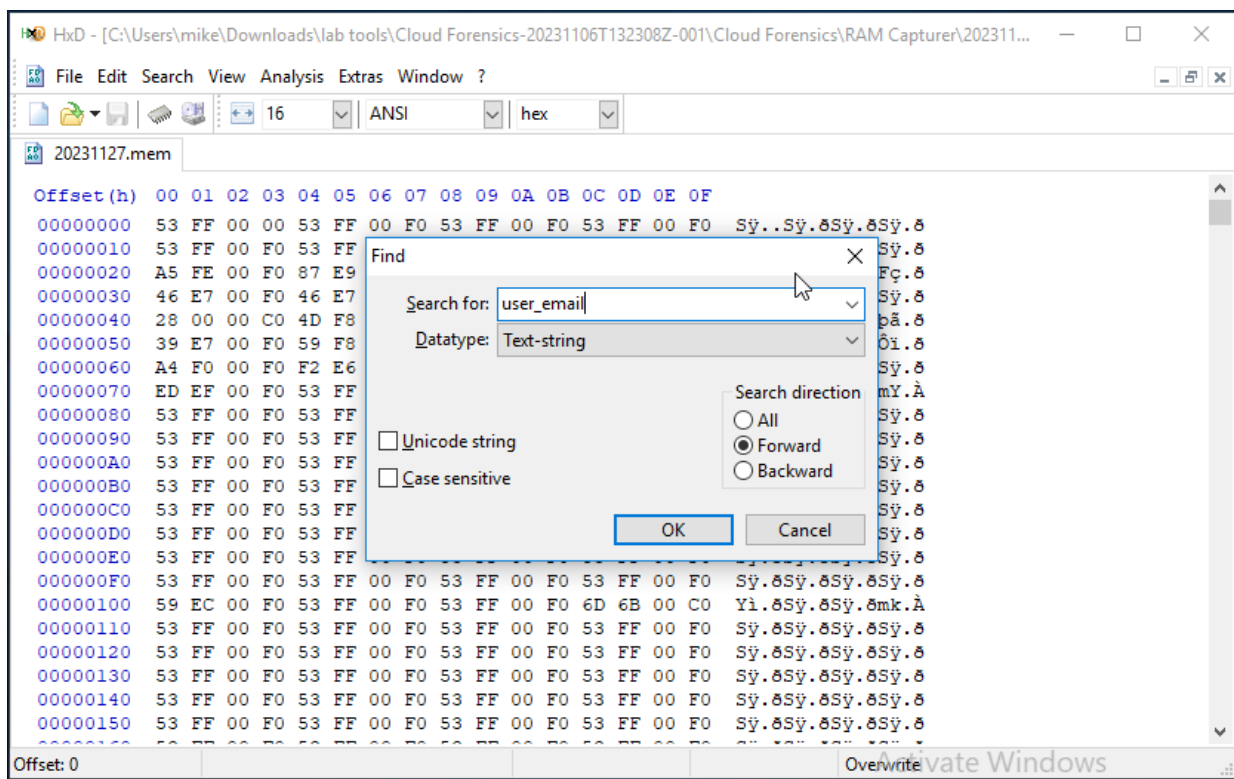 HxD - [C:\Users\mike\Downloads\lab tools\Cloud Forensics-20231106T132308Z-001\Cloud Forensics\RAM Capturer\202311...
File Edit Search View Analysis Extras Window ?
16 ANSI hex
20231127.mem
Offset(h) 00 01 02 03 04 05 06 07 08 09 0A 0B 0C 0D 0E 0F
00000000 53 FF 00 00 53 FF 00 F0 53 FF 00 F0 53 FF 00 F0 Sÿ..Sÿ.ðSÿ.ðSÿ.ð
00000010 53 FF 00 F0 53 FF Sÿ.ð
00000020 A5 FE 00 F0 87 E9 Fç.ð
00000030 46 E7 00 F0 46 E7 Sÿ.ð
00000040 28 00 00 C0 4D F8 þã.ð
00000050 39 E7 00 F0 59 F8 Ôï.ð
00000060 A4 F0 00 F0 F2 E6 Sÿ.ð
00000070 ED EF 00 F0 53 FF mY.À
00000080 53 FF 00 F0 53 FF Sÿ.ð
00000090 53 FF 00 F0 53 FF Sÿ.ð
000000A0 53 FF 00 F0 53 FF Sÿ.ð
000000B0 53 FF 00 F0 53 FF Sÿ.ð
000000C0 53 FF 00 F0 53 FF Sÿ.ð
000000D0 53 FF 00 F0 53 FF Sÿ.ð
000000E0 53 FF 00 F0 53 FF Sÿ.ð
000000F0 53 FF 00 F0 53 FF 00 F0 53 FF 00 F0 53 FF 00 F0 Sÿ.ðSÿ.ðSÿ.ðSÿ.ð
00000100 59 EC 00 F0 53 FF 00 F0 53 FF 00 F0 6D 6B 00 C0 Yì.ðSÿ.ðSÿ.ðmk.À
00000110 53 FF 00 F0 53 FF 00 F0 53 FF 00 F0 53 FF 00 F0 Sÿ.ðSÿ.ðSÿ.ðSÿ.ð
00000120 53 FF 00 F0 53 FF 00 F0 53 FF 00 F0 53 FF 00 F0 Sÿ.ðSÿ.ðSÿ.ðSÿ.ð
00000130 53 FF 00 F0 53 FF 00 F0 53 FF 00 F0 53 FF 00 F0 Sÿ.ðSÿ.ðSÿ.ðSÿ.ð
00000140 53 FF 00 F0 53 FF 00 F0 53 FF 00 F0 53 FF 00 F0 Sÿ.ðSÿ.ðSÿ.ðSÿ.ð
00000150 53 FF 00 F0 53 FF 00 F0 53 FF 00 F0 53 FF 00 F0 Sÿ.ðSÿ.ðSÿ.ðSÿ.ð
Find
Search for: user_email
Datatype: Text-string
Search direction
All
Unicode string Forward
Case sensitive Backward
OK Cancel
Offset: 0 Overwrite
Activate Windows